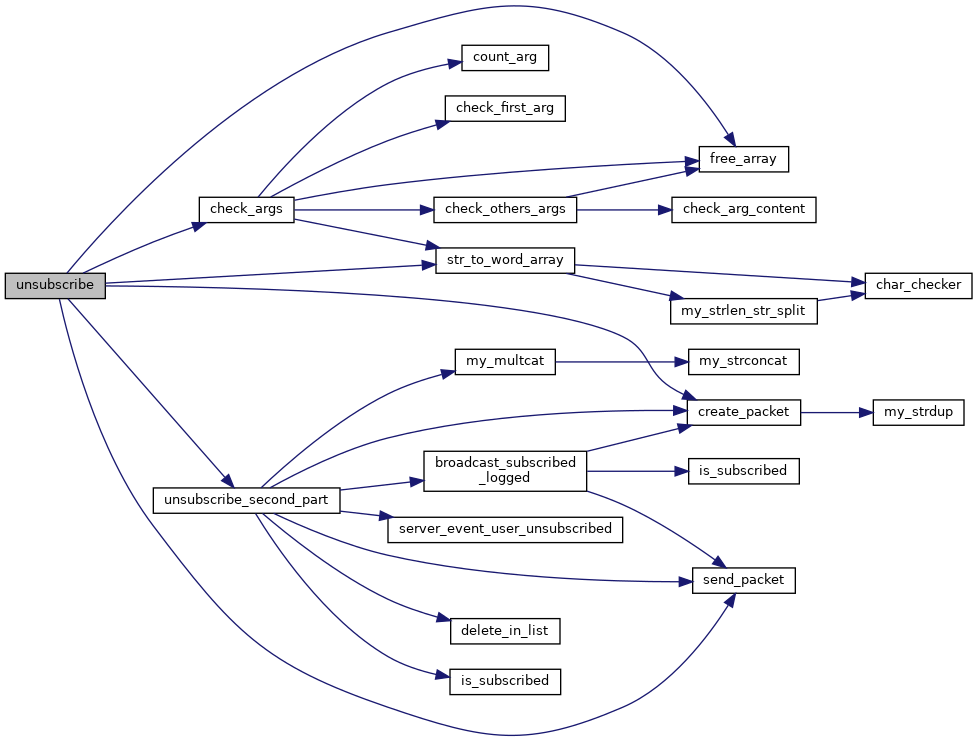 count_arg
check_first_arg
free_array
check_args
check_others_args
check_arg_content
str_to_word_array
unsubscribe
char_checker
my_strlen_str_split
my_multcat
my_strconcat
create_packet
my_strdup
broadcast_subscribed
_logged
is_subscribed
unsubscribe_second_part
server_event_user_unsubscribed
send_packet
delete_in_list
is_subscribed